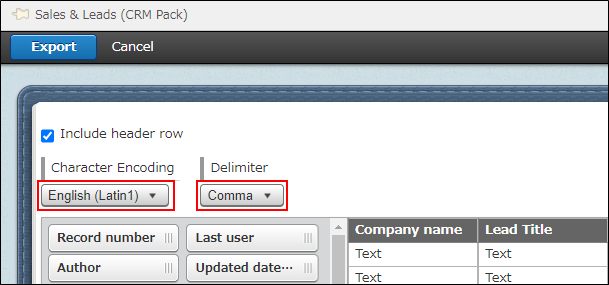 Sales & Leads (CRM Pack)
Export Cancel
Include header row
Character Encoding Delimiter
English (Latin1) Comma
Record number Last user Company name Lead Title
Author Updated date… Text Text
Text Text